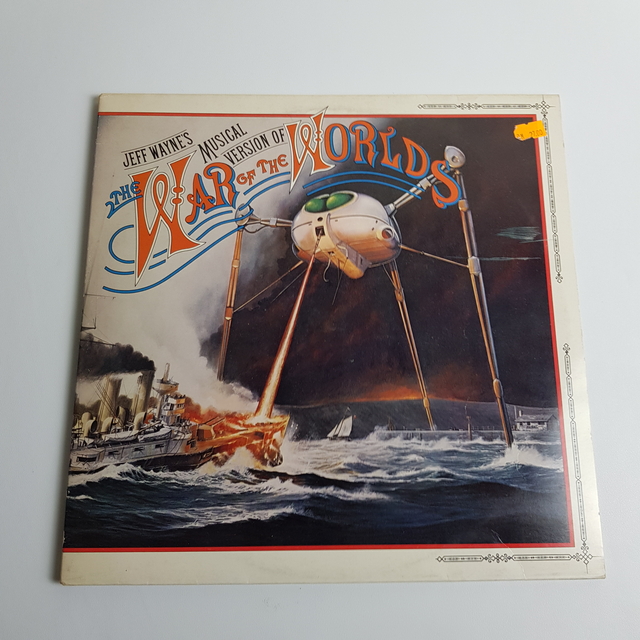 JEFF WAYNE'S
MUSICAL
VERSION OF
THE WAR OF THE WORLDS